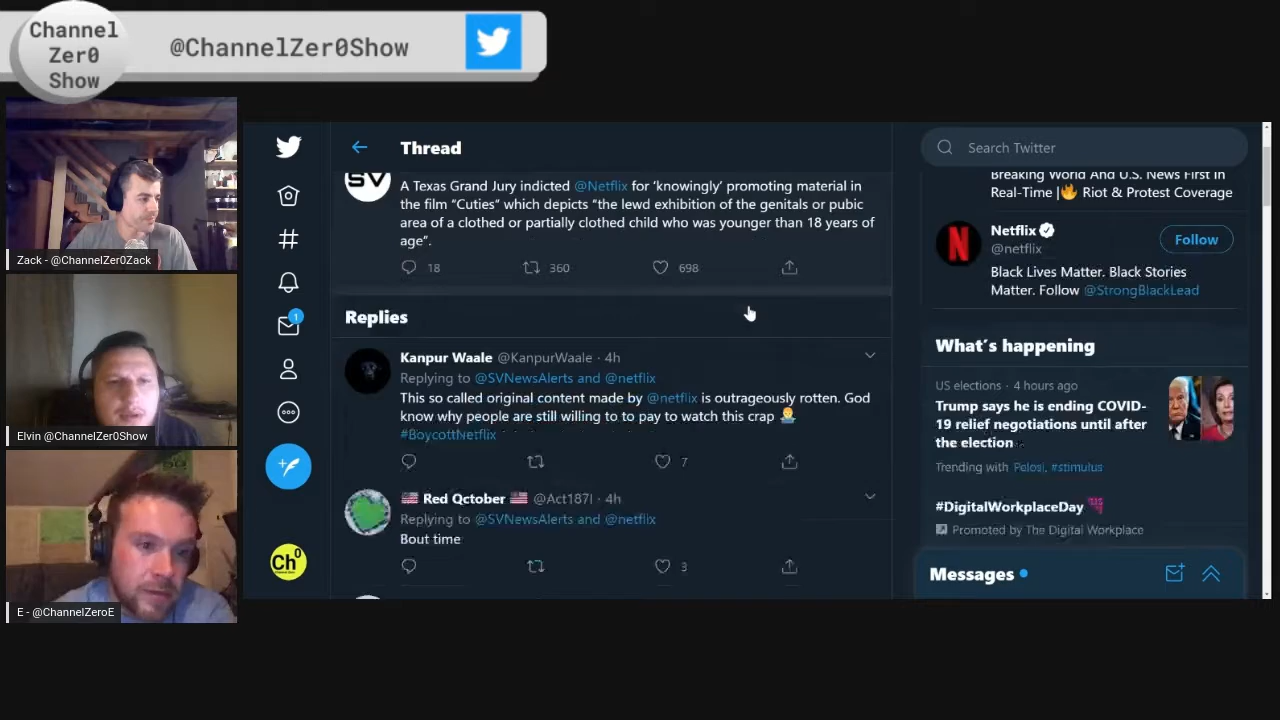 Channel
Zer0
Show
@ChannelZer0Show
Zack - @ChannelZer0Zack
Elvin @ChannelZer0Show
E - @ChannelZeroE
1
Ch0
Thread
SV
A Texas Grand Jury indicted @Netflix for ‘knowingly’ promoting material in
the film “Cuties” which depicts “the lewd exhibition of the genitals or pubic
area of a clothed or partially clothed child who was younger than 18 years of
age”.
18 360 698
Replies
Kanpur Waale @KanpurWaale · 4h
Replying to @SVNewsAlerts and @netflix
This so called original content made by @netflix is outrageously rotten. God
know why people are still willing to to pay to watch this crap
#BoycottNetflix
7
Red Qctober @Act187I · 4h
Replying to @SVNewsAlerts and @netflix
Bout time
3
Search Twitter
Breaking World And U.S. News First In
Real-Time | Riot & Protest Coverage
N
Netflix
@netflix
Follow
Black Lives Matter. Black Stories
Matter. Follow @StrongBlackLead
What’s happening
US elections · 4 hours ago
Trump says he is ending COVID-
19 relief negotiations until after
the election
Trending with Pelosi, #stimulus
#DigitalWorkplaceDay
Promoted by The Digital Workplace
Messages